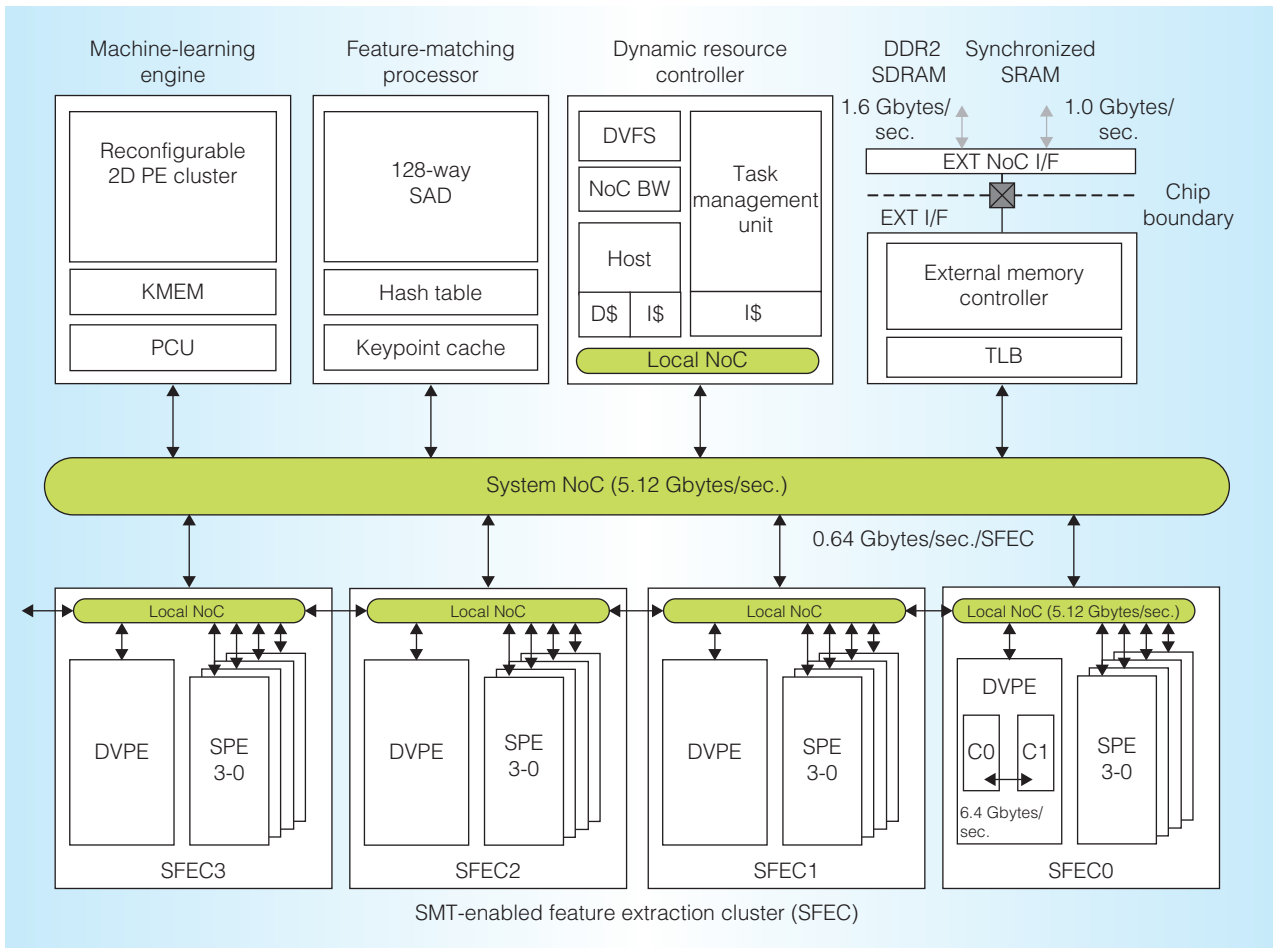 Machine-learning
engine
Feature-matching
processor
Dynamic resource
controller
DDR2
SDRAM
Synchronized
SRAM
1.6 Gbytes/
sec.
1.0 Gbytes/
sec.
EXT NoC I/F
Chip
boundary
EXT I/F
Reconfigurable
2D PE cluster
KMEM
PCU
128-way
SAD
Hash table
Keypoint cache
DVFS
NoC BW
Host
D$
I$
Task
management
unit
I$
Local NoC
External memory
controller
TLB
System NoC (5.12 Gbytes/sec.)
0.64 Gbytes/sec./SFEC
Local NoC
DVPE
SPE
3-0
SFEC3
Local NoC
DVPE
SPE
3-0
SFEC2
Local NoC
DVPE
SPE
3-0
SFEC1
Local NoC (5.12 Gbytes/sec.)
DVPE
C0
C1
6.4 Gbytes/
sec.
SPE
3-0
SFEC0
SMT-enabled feature extraction cluster (SFEC)